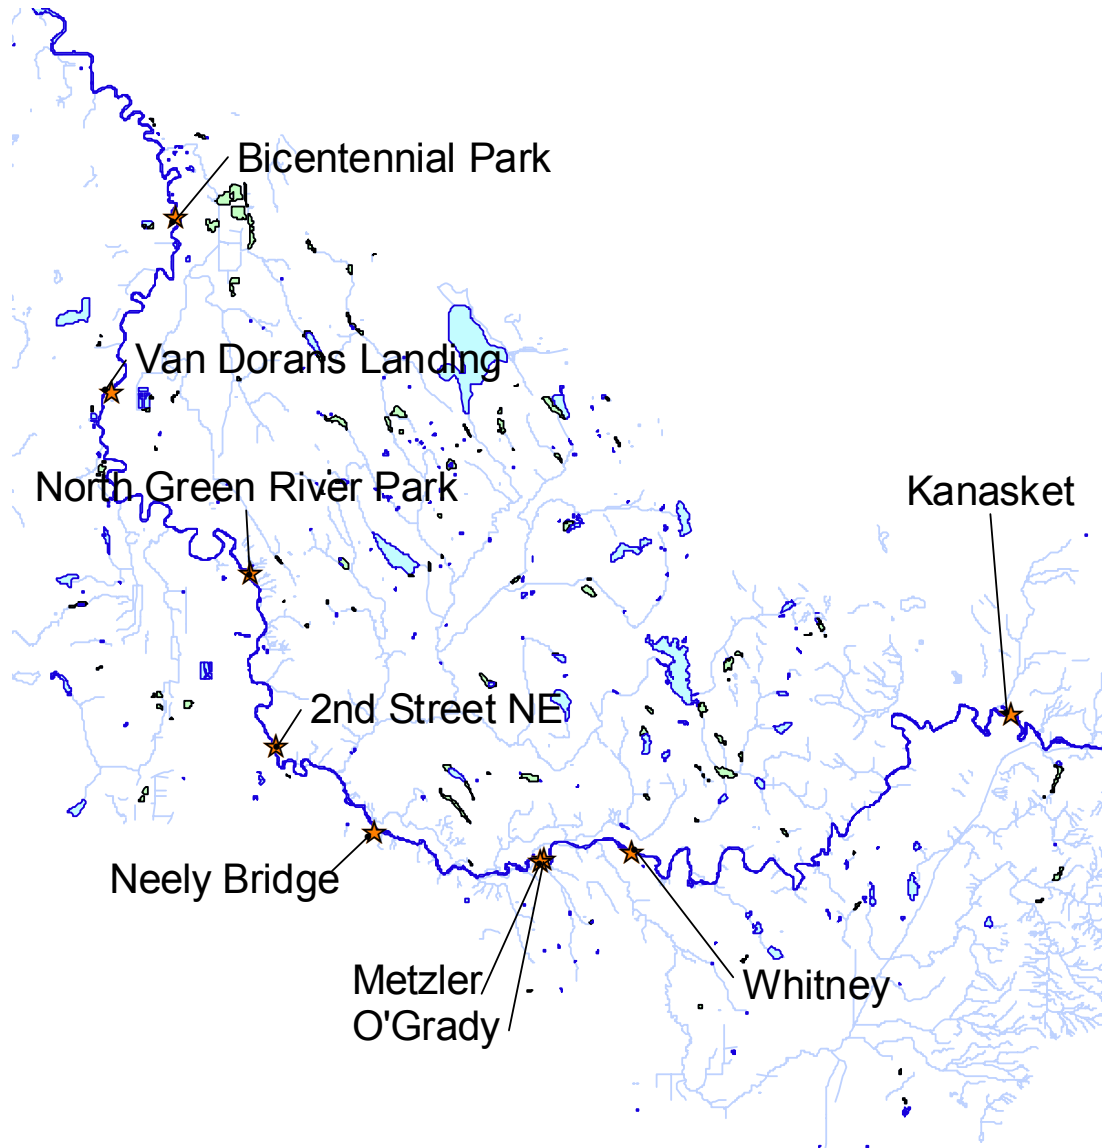 Bicentennial Park
Van Dorans Landing
North Green River Park
Kanasket
2nd Street NE
Neely Bridge
Metzler
O'Grady
Whitney